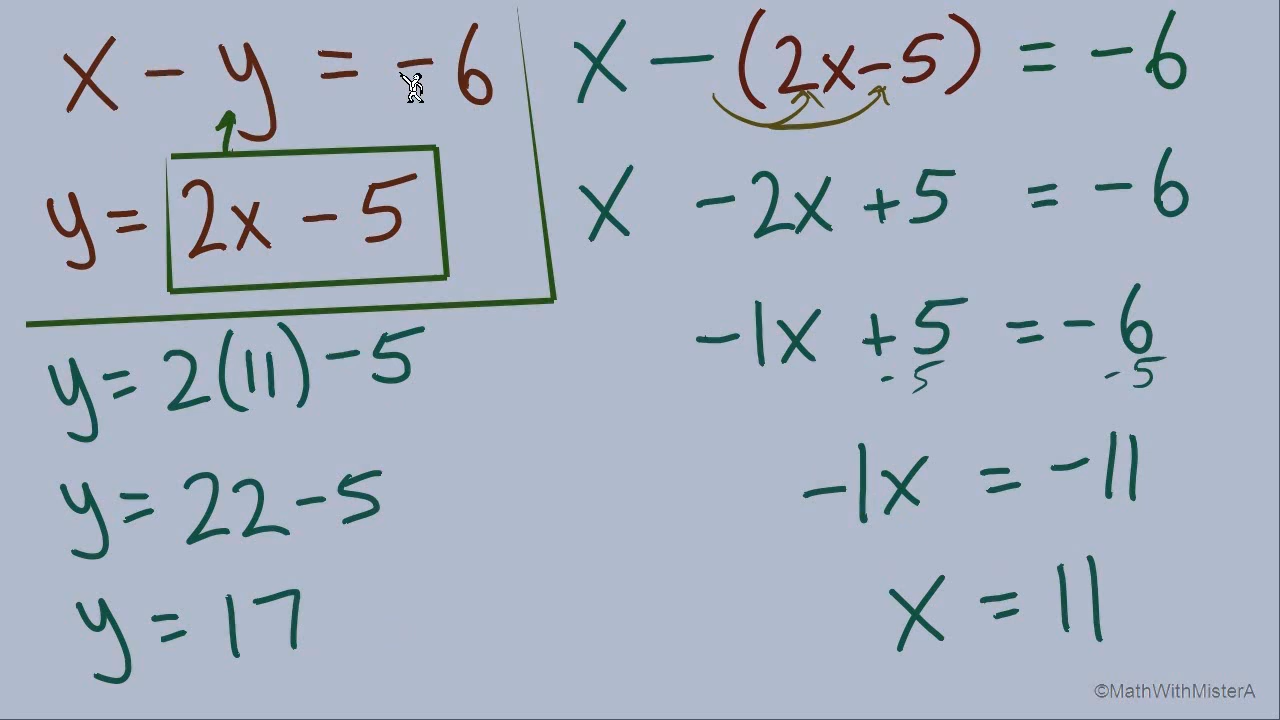 x - y = -6
y = 2x - 5
x - (2x - 5) = -6
x - 2x + 5 = -6
-1x + 5 = -6
-5 -5
-1x = -11
x = 11
y = 2(11) - 5
y = 22 - 5
y = 17
©MathWithMisterA